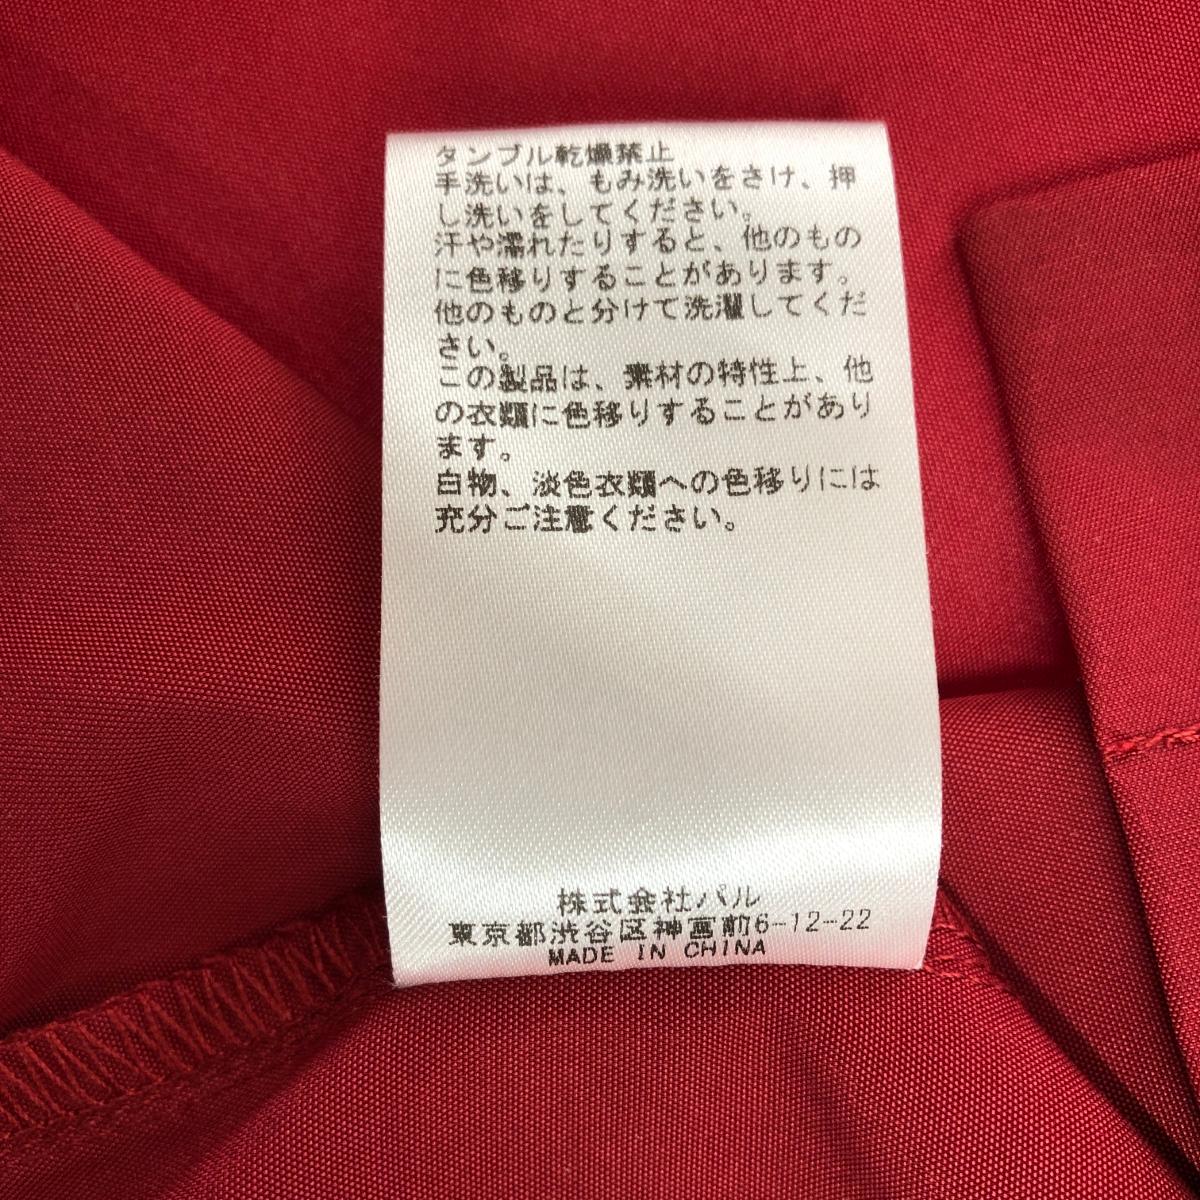 タンブル乾燥禁止
手洗いは、もみ洗いをさけ、押
し洗いをしてください。
汗や濡れたりすると、他のもの
に色移りすることがあります。
他のものと分けて洗濯してくだ
さい。
この製品は、素材の特性上、他
の衣類に色移りすることがあり
ます。
白物、淡色衣類への色移りには
充分ご注意ください。
株式会社パル
東京都渋谷区神宮前6-12-22
MADE IN CHINA